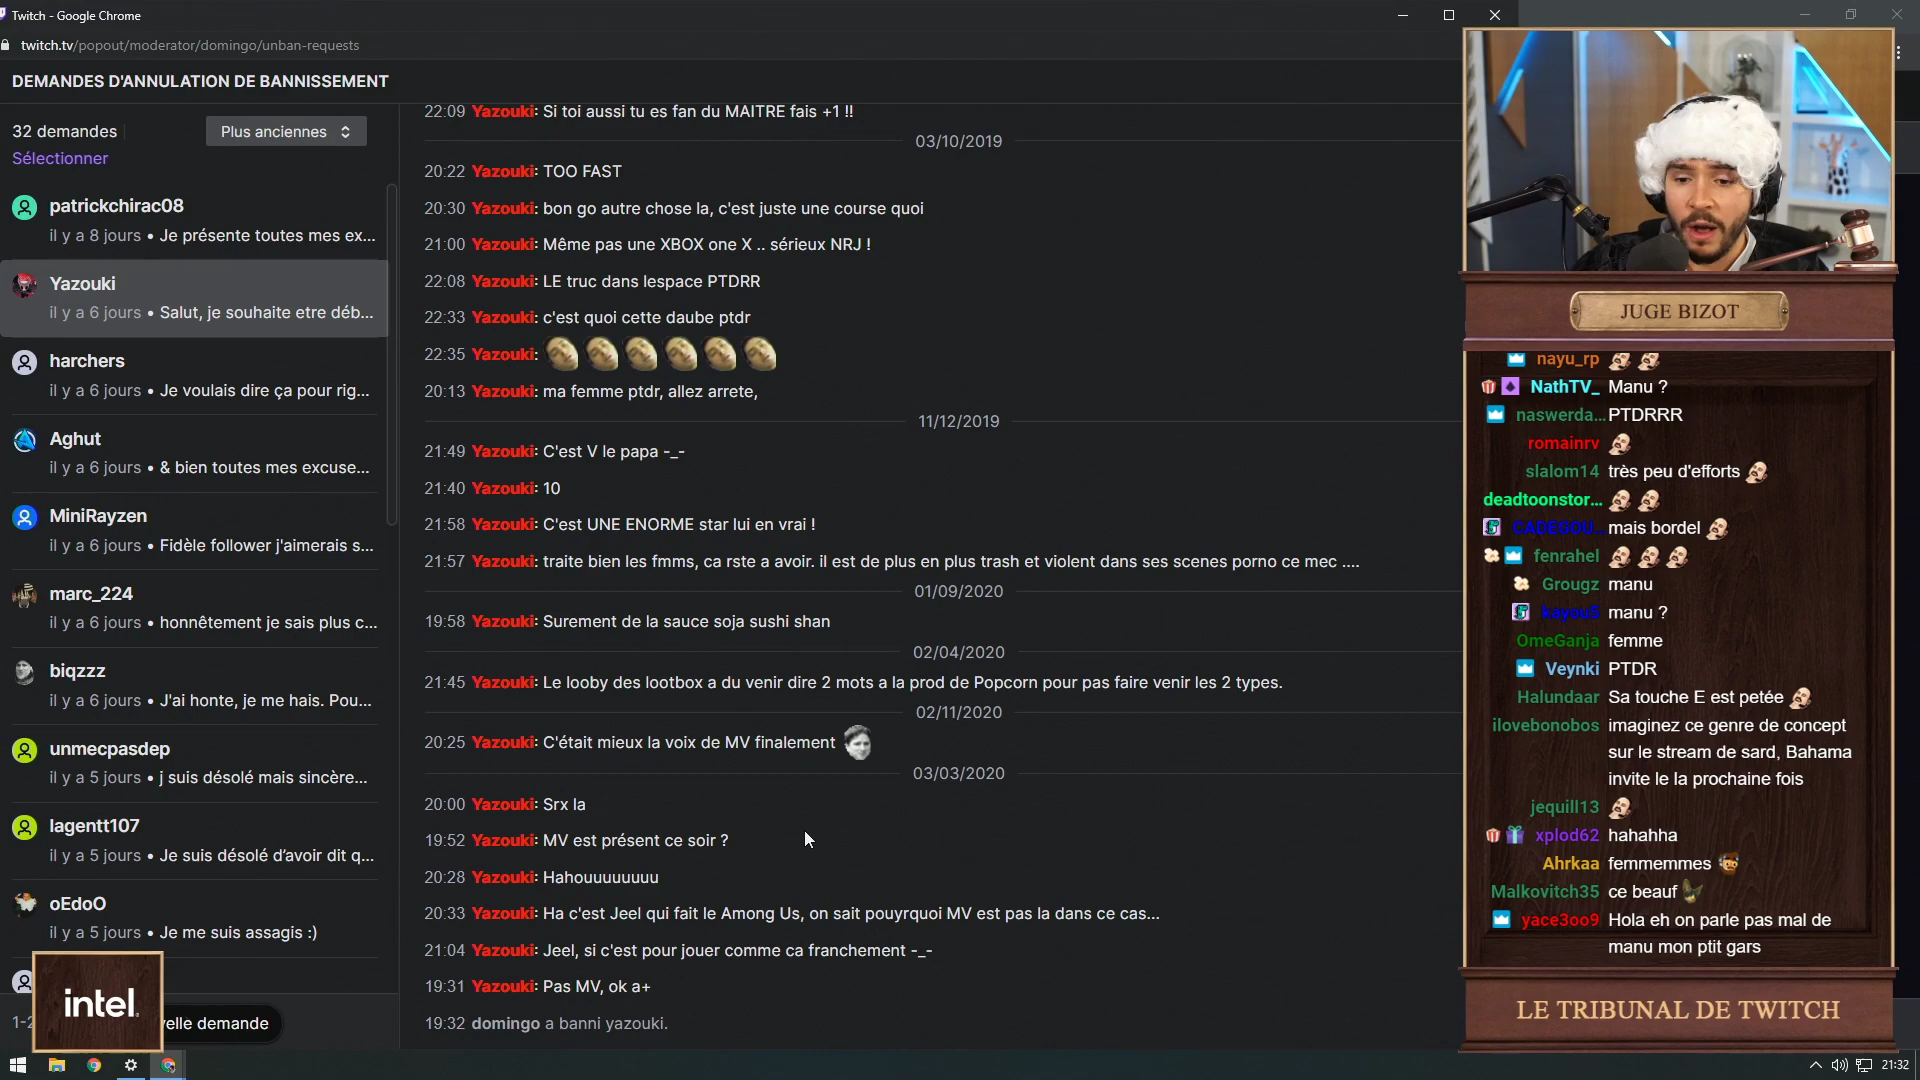 Twitch - Google Chrome
twitch.tv/popout/moderator/domingo/unban-requests
DEMANDES D'ANNULATION DE BANNISSEMENT
32 demandes
Plus anciennes
Sélectionner
patrickchirac08
il y a 8 jours • Je présente toutes mes ex...
Yazouki
il y a 6 jours • Salut, je souhaite etre déb...
harchers
il y a 6 jours • Je voulais dire ça pour rig...
Aghut
il y a 6 jours • & bien toutes mes excuse...
MiniRayzen
il y a 6 jours • Fidèle follower j'aimerais s...
marc_224
il y a 6 jours • honnêtement je sais plus c...
biqzzz
il y a 6 jours • J'ai honte, je me hais. Pou...
unmecpasdep
il y a 5 jours • j suis désolé mais sincère...
lagentt107
il y a 5 jours • Je suis désolé d'avoir dit q...
oEdoO
il y a 5 jours • Je me suis assagis :)
intel.
elle demande
22:09 Yazouki: Si toi aussi tu es fan du MAITRE fais +1 !!
03/10/2019
20:22 Yazouki: TOO FAST
20:30 Yazouki: bon go autre chose la, c'est juste une course quoi
21:00 Yazouki: Même pas une XBOX one X .. sérieux NRJ !
22:08 Yazouki: LE truc dans lespace PTDRR
22:33 Yazouki: c'est quoi cette daube ptdr
22:35 Yazouki:
20:13 Yazouki: ma femme ptdr, allez arrete,
11/12/2019
21:49 Yazouki: C'est V le papa -_-
21:40 Yazouki: 10
21:58 Yazouki: C'est UNE ENORME star lui en vrai !
21:57 Yazouki: traite bien les fmms, ca rste a avoir. il est de plus en plus trash et violent dans ses scenes porno ce mec ....
01/09/2020
19:58 Yazouki: Surement de la sauce soja sushi shan
02/04/2020
21:45 Yazouki: Le looby des lootbox a du venir dire 2 mots a la prod de Popcorn pour pas faire venir les 2 types.
02/11/2020
20:25 Yazouki: C'était mieux la voix de MV finalement
03/03/2020
20:00 Yazouki: Srx la
19:52 Yazouki: MV est présent ce soir ?
20:28 Yazouki: Hahouuuuuuuu
20:33 Yazouki: Ha c'est Jeel qui fait le Among Us, on sait pouyrquoi MV est pas la dans ce cas...
21:04 Yazouki: Jeel, si c'est pour jouer comme ca franchement -_-
19:31 Yazouki: Pas MV, ok a+
19:32 domingo a banni yazouki.
JUGE BIZOT
nayu_rp
NathTV_ Manu ?
naswerda... PTDRRR
romainrv
slalom14 très peu d'efforts
deadtoonstor...
CADEGOU... mais bordel
fenrahel
Grougz manu
kayou5 manu ?
OmeGanja femme
Veynki PTDR
Halundaar Sa touche E est petée
ilovebonobos imaginez ce genre de concept
sur le stream de sard, Bahama
invite le la prochaine fois
jequill13
xplod62 hahahha
Ahrkaa femmemmes
Malkovitch35 ce beauf
yace3oo9 Hola eh on parle pas mal de
manu mon ptit gars
LE TRIBUNAL DE TWITCH
21:32